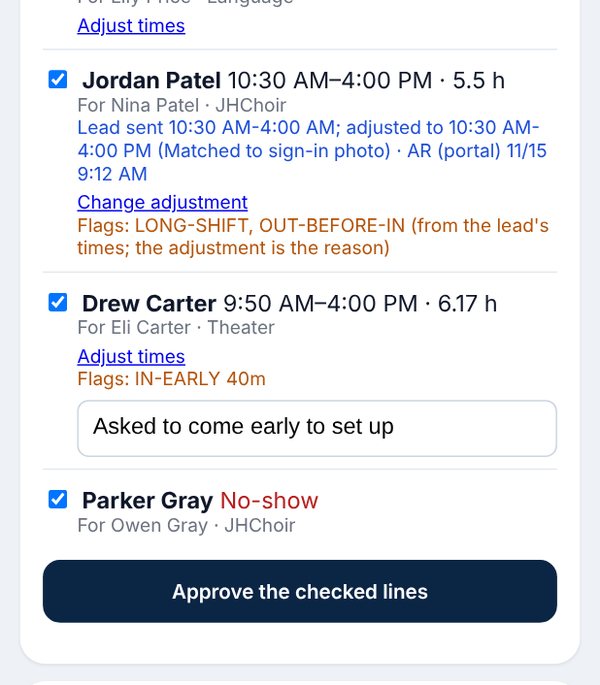 For Lily Price · Language
Adjust times
Jordan Patel 10:30 AM–4:00 PM · 5.5 h
For Nina Patel · JHChoir
Lead sent 10:30 AM-4:00 AM; adjusted to 10:30 AM-
4:00 PM (Matched to sign-in photo) · AR (portal) 11/15
9:12 AM
Change adjustment
Flags: LONG-SHIFT, OUT-BEFORE-IN (from the lead's
times; the adjustment is the reason)
Drew Carter 9:50 AM–4:00 PM · 6.17 h
For Eli Carter · Theater
Adjust times
Flags: IN-EARLY 40m
Asked to come early to set up
Parker Gray No-show
For Owen Gray · JHChoir
Approve the checked lines